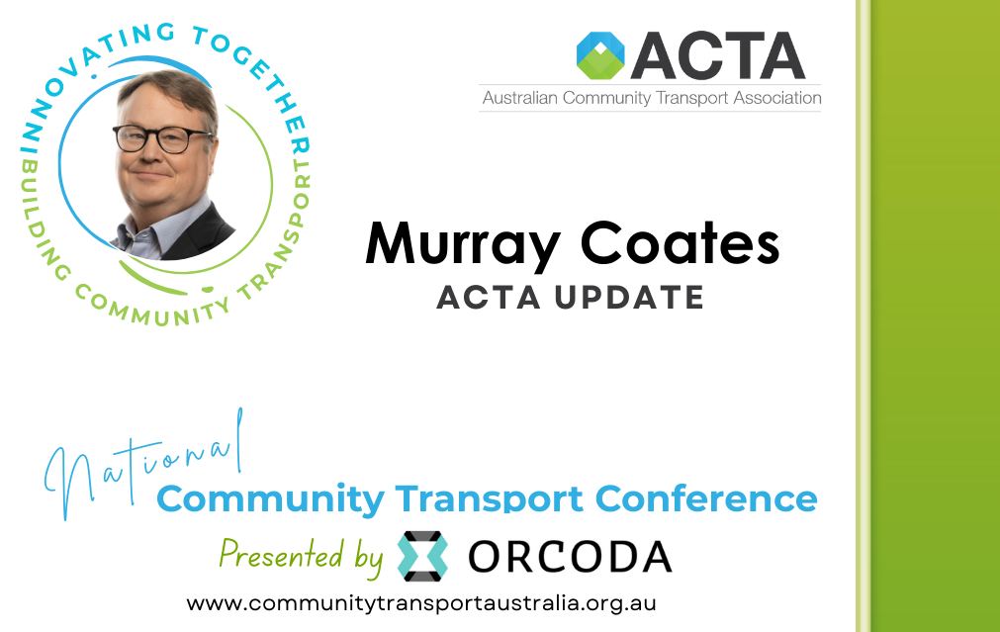 INNOVATING TOGETHER
BUILDING COMMUNITY TRANSPORT
ACTA
Australian Community Transport Association
Murray Coates
ACTA UPDATE
National
Community Transport Conference
Presented by ORCODA
www.communitytransportaustralia.org.au